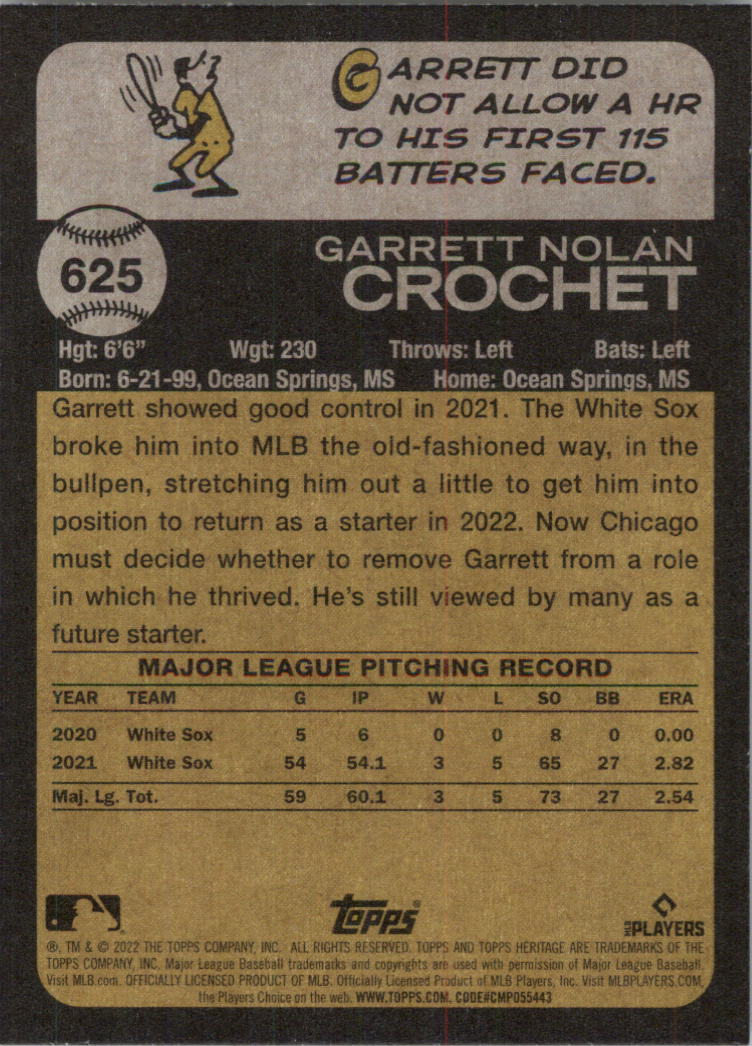 GARRETT DID
NOT ALLOW A HR
TO HIS FIRST 115
BATTERS FACED.
625
GARRETT NOLAN
CROCHET
Hgt: 6'6" Wgt: 230 Throws: Left Bats: Left
Born: 6-21-99, Ocean Springs, MS Home: Ocean Springs, MS
Garrett showed good control in 2021. The White Sox
broke him into MLB the old-fashioned way, in the
bullpen, stretching him out a little to get him into
position to return as a starter in 2022. Now Chicago
must decide whether to remove Garrett from a role
in which he thrived. He's still viewed by many as a
future starter.
MAJOR LEAGUE PITCHING RECORD
YEAR TEAM G IP W L SO BB ERA
2020 White Sox 5 6 0 0 8 0 0.00
2021 White Sox 54 54.1 3 5 65 27 2.82
Maj. Lg. Tot. 59 60.1 3 5 73 27 2.54
topps®
MLB PLAYERS
®, TM & © 2022 THE TOPPS COMPANY, INC. ALL RIGHTS RESERVED. TOPPS AND TOPPS HERITAGE ARE TRADEMARKS OF THE
TOPPS COMPANY, INC. Major League Baseball trademarks and copyrights are used with permission of Major League Baseball.
Visit MLB.com. OFFICIALLY LICENSED PRODUCT OF MLB. Officially Licensed Product of MLB Players, Inc. Visit MLBPLAYERS.COM,
the Players Choice on the web. WWW.TOPPS.COM. CODE#CMP055443